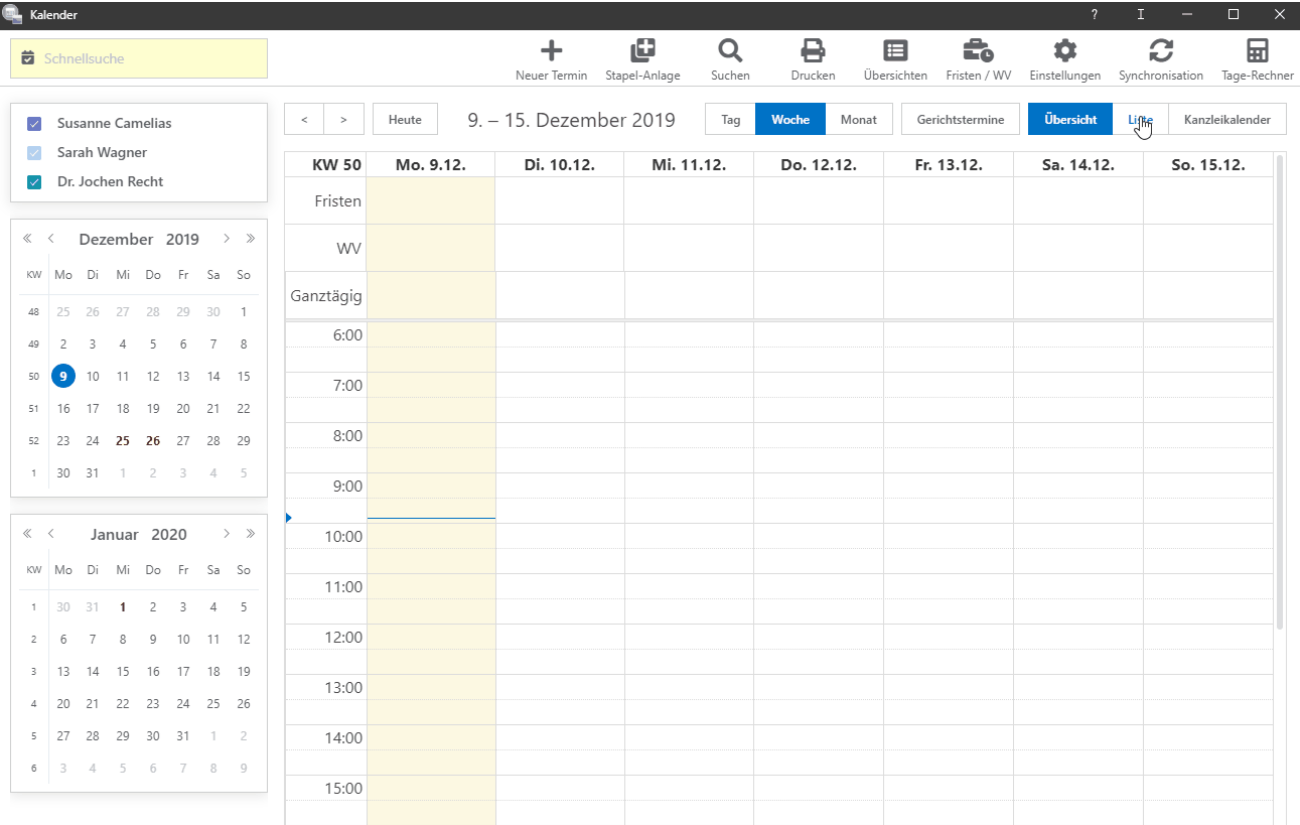 Kalender
?
Schnellsuche
Neuer Termin Stapel-Anlage Suchen Drucken Übersichten Fristen / WV Einstellungen Synchronisation Tage-Rechner
Susanne Camelias
Sarah Wagner
Dr. Jochen Recht
< > Heute 9. – 15. Dezember 2019 Tag Woche Monat Gerichtstermine Übersicht Liste Kanzleikalender
« < Dezember 2019 > »
KW Mo Di Mi Do Fr Sa So
48 25 26 27 28 29 30 1
49 2 3 4 5 6 7 8
50 9 10 11 12 13 14 15
51 16 17 18 19 20 21 22
52 23 24 25 26 27 28 29
1 30 31 1 2 3 4 5
« < Januar 2020 > »
KW Mo Di Mi Do Fr Sa So
1 30 31 1 2 3 4 5
2 6 7 8 9 10 11 12
3 13 14 15 16 17 18 19
4 20 21 22 23 24 25 26
5 27 28 29 30 31 1 2
6 3 4 5 6 7 8 9
KW 50 Mo. 9.12. Di. 10.12. Mi. 11.12. Do. 12.12. Fr. 13.12. Sa. 14.12. So. 15.12.
Fristen
WV
Ganztägig
6:00
7:00
8:00
9:00
10:00
11:00
12:00
13:00
14:00
15:00